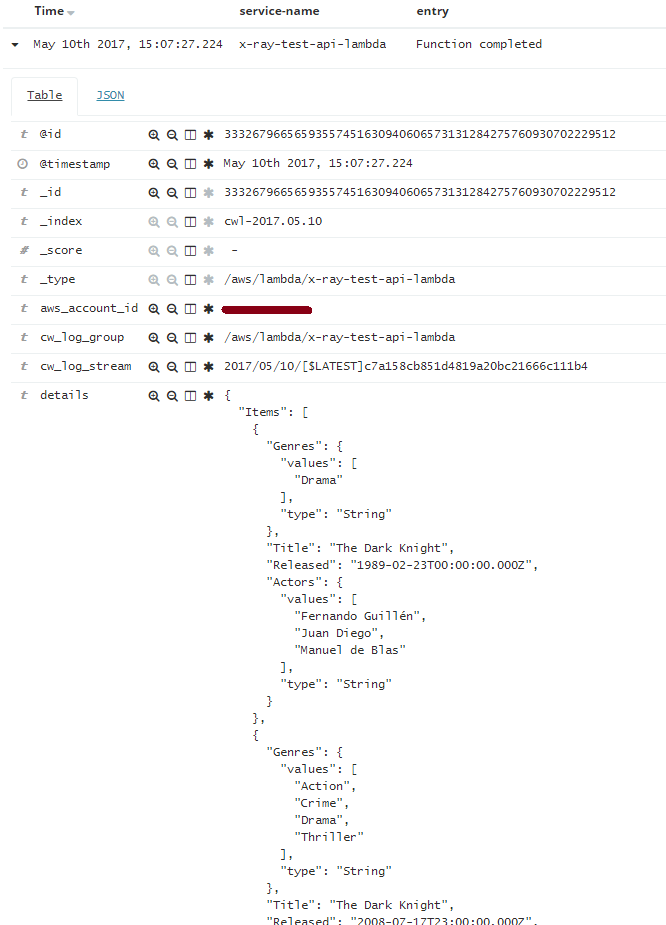 Time service-name entry
May 10th 2017, 15:07:27.224 x-ray-test-api-lambda Function completed
Table JSON
t @id 33326796656593557451630940606573131284275760930702229512
@timestamp May 10th 2017, 15:07:27.224
t _id 33326796656593557451630940606573131284275760930702229512
t _index cwl-2017.05.10
# _score -
t _type /aws/lambda/x-ray-test-api-lambda
t aws_account_id
t cw_log_group /aws/lambda/x-ray-test-api-lambda
t cw_log_stream 2017/05/10/[$LATEST]c7a158cb851d4819a20bc21666c111b4
t details {
"Items": [
{
"Genres": {
"values": [
"Drama"
],
"type": "String"
},
"Title": "The Dark Knight",
"Released": "1989-02-23T00:00:00.000Z",
"Actors": {
"values": [
"Fernando Guillén",
"Juan Diego",
"Manuel de Blas"
],
"type": "String"
}
},
{
"Genres": {
"values": [
"Action",
"Crime",
"Drama",
"Thriller"
],
"type": "String"
},
"Title": "The Dark Knight",
"Released": "2008-07-17T23:00:00.000Z",